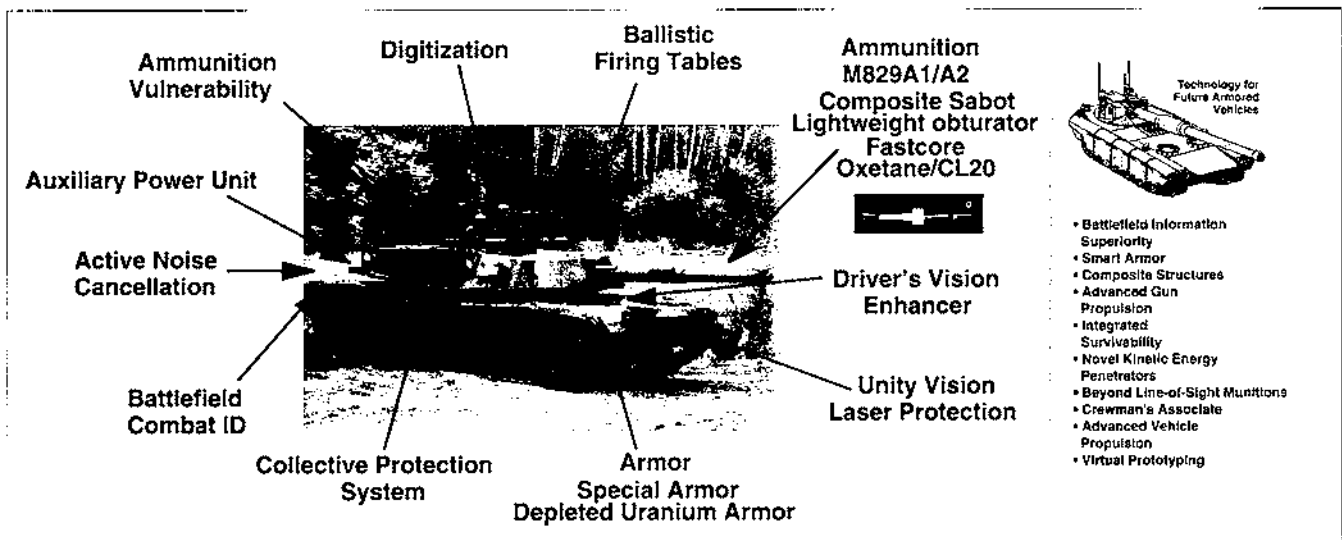 Ammunition
Vulnerability
Digitization
Ballistic
Firing Tables
Ammunition
M829A1/A2
Composite Sabot
Lightweight obturator
Fastcore
Oxetane/CL20
Auxiliary Power Unit
Active Noise
Cancellation
Battlefield
Combat ID
Collective Protection
System
Armor
Special Armor
Depleted Uranium Armor
Driver's Vision
Enhancer
Unity Vision
Laser Protection
Technology for
Future Armored
Vehicles
• Battlefield Information
Superiority
• Smart Armor
• Composite Structures
• Advanced Gun
Propulsion
• Integrated
Survivability
• Novel Kinetic Energy
Penetrators
• Beyond Line-of-Sight Munitions
• Crewman's Associate
• Advanced Vehicle
Propulsion
• Virtual Prototyping